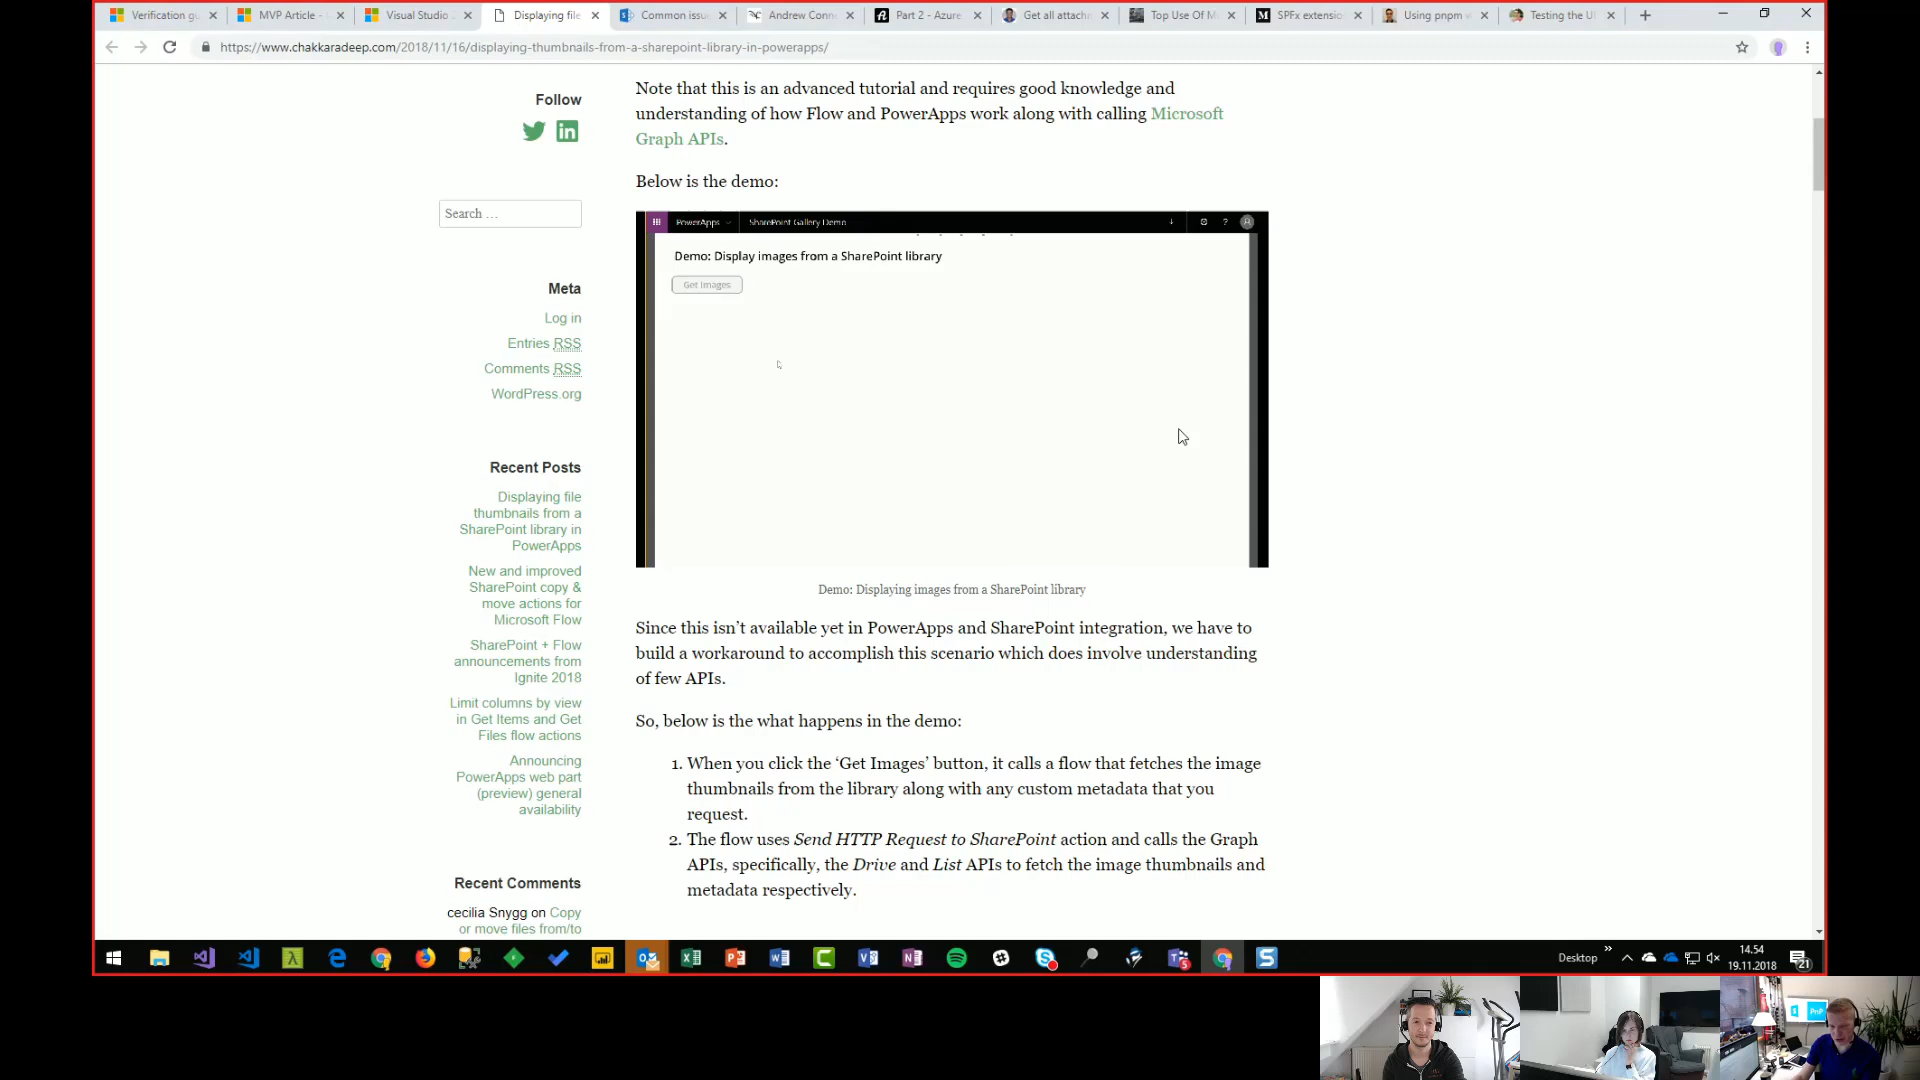 Verification gu
MVP Article -
Visual Studio
Displaying file
Common issu
Andrew Conn
Part 2 - Azure
Get all attachm
Top Use Of M
SPFx extensio
Using pnpm
Testing the UI
https://www.chakkaradeep.com/2018/11/16/displaying-thumbnails-from-a-sharepoint-library-in-powerapps/
Follow
Search …
Meta
Log in
Entries RSS
Comments RSS
WordPress.org
Recent Posts
Displaying file
thumbnails from a
SharePoint library in
PowerApps
New and improved
SharePoint copy &
move actions for
Microsoft Flow
SharePoint + Flow
announcements from
Ignite 2018
Limit columns by view
in Get Items and Get
Files flow actions
Announcing
PowerApps web part
(preview) general
availability
Recent Comments
cecilia Snygg on Copy
or move files from/to
Note that this is an advanced tutorial and requires good knowledge and
understanding of how Flow and PowerApps work along with calling Microsoft
Graph APIs.
Below is the demo:
PowerApps
SharePoint Gallery Demo
Demo: Display images from a SharePoint library
Get Images
Demo: Displaying images from a SharePoint library
Since this isn’t available yet in PowerApps and SharePoint integration, we have to
build a workaround to accomplish this scenario which does involve understanding
of few APIs.
So, below is the what happens in the demo:
1. When you click the ‘Get Images’ button, it calls a flow that fetches the image
thumbnails from the library along with any custom metadata that you
request.
2. The flow uses Send HTTP Request to SharePoint action and calls the Graph
APIs, specifically, the Drive and List APIs to fetch the image thumbnails and
metadata respectively.
Desktop
14.54
19.11.2018
21
PnP